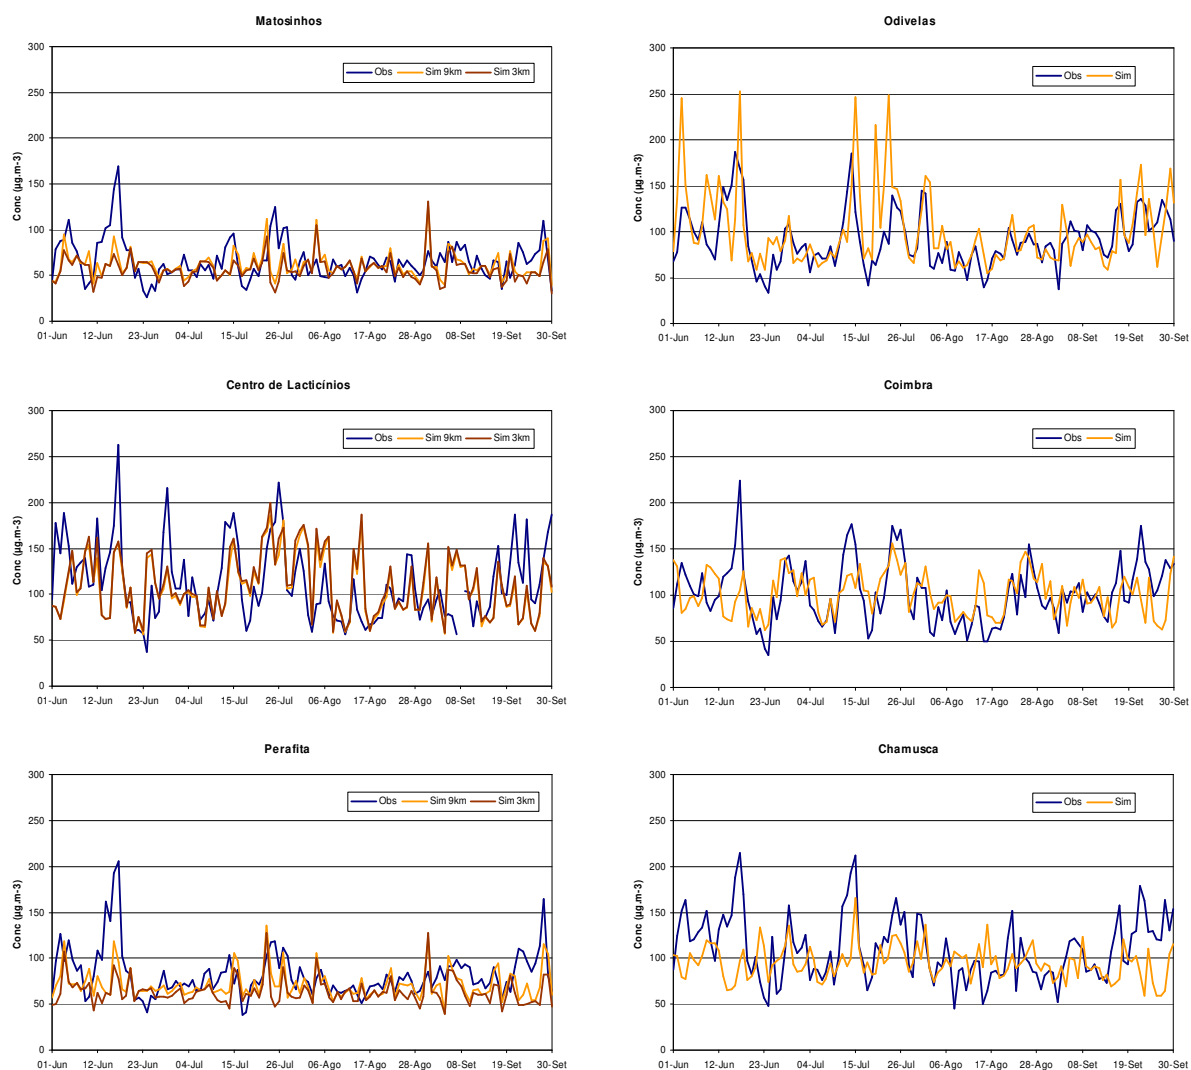 Matosinhos
Conc (µg.m-3)
300
250
200
150
100
50
0
Obs Sim 9km Sim 3km
01-Jun 12-Jun 23-Jun 04-Jul 15-Jul 26-Jul 06-Ago 17-Ago 28-Ago 08-Set 19-Set 30-Set
Odivelas
Conc (µg.m-3)
300
250
200
150
100
50
0
Obs Sim
01-Jun 12-Jun 23-Jun 04-Jul 15-Jul 26-Jul 06-Ago 17-Ago 28-Ago 08-Set 19-Set 30-Set
Centro de Lacticínios
Conc (µg.m-3)
300
250
200
150
100
50
0
Obs Sim 9km Sim 3km
01-Jun 12-Jun 23-Jun 04-Jul 15-Jul 26-Jul 06-Ago 17-Ago 28-Ago 08-Set 19-Set 30-Set
Coimbra
Conc (µg.m-3)
300
250
200
150
100
50
0
Obs Sim
01-Jun 12-Jun 23-Jun 04-Jul 15-Jul 26-Jul 06-Ago 17-Ago 28-Ago 08-Set 19-Set 30-Set
Perafita
Conc (µg.m-3)
300
250
200
150
100
50
0
Obs Sim 9km Sim 3km
01-Jun 12-Jun 23-Jun 04-Jul 15-Jul 26-Jul 06-Ago 17-Ago 28-Ago 08-Set 19-Set 30-Set
Chamusca
Conc (µg.m-3)
300
250
200
150
100
50
0
Obs Sim
01-Jun 12-Jun 23-Jun 04-Jul 15-Jul 26-Jul 06-Ago 17-Ago 28-Ago 08-Set 19-Set 30-Set